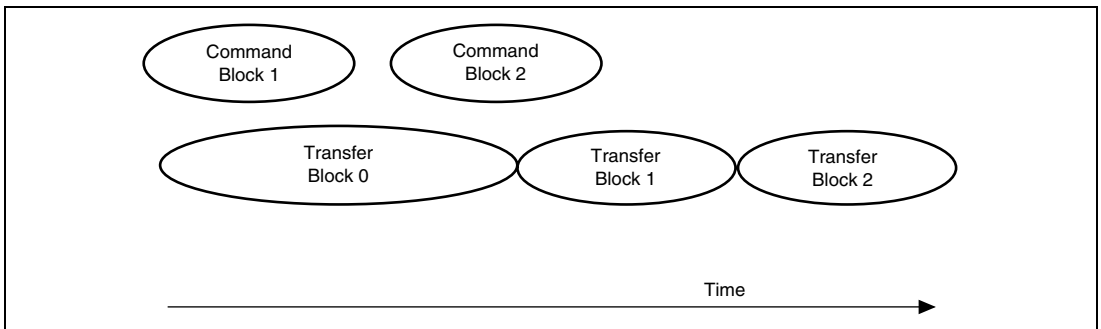 Command
Block 1
Command
Block 2
Transfer
Block 0
Transfer
Block 1
Transfer
Block 2
Time